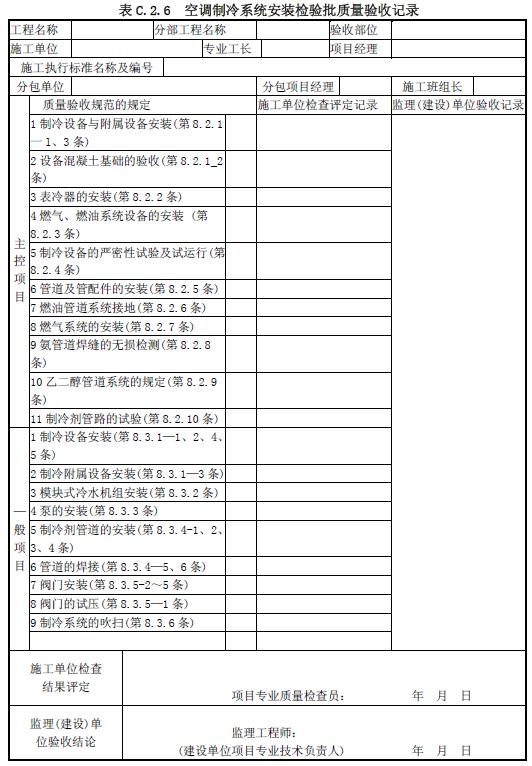 表 C.2.6 空调制冷系统安装检验批质量验收记录
工程名称 分部工程名称 验收部位
施工单位 专业工长 项目经理
施工执行标准名称及编号
分包单位 分包项目经理 施工班组长
质量验收规范的规定 施工单位检查评定记录 监理(建设)单位验收记录
主控项目
1 制冷设备与附属设备安装(第 8.2.1
—1、3 条)
2 设备混凝土基础的验收(第 8.2.1_2
条)
3 表冷器的安装(第 8.2.2 条)
4 燃气、燃油系统设备的安装 (第
8.2.3 条)
5 制冷设备的严密性试验及试运行(第
8.2.4 条)
6 管道及管配件的安装(第 8.2.5 条)
7 燃油管道系统接地(第 8.2.6 条)
8 燃气系统的安装(第 8.2.7 条)
9 氨管道焊缝的无损检测(第 8.2.8
条)
10 乙二醇管道系统的规定(第 8.2.9
条)
11 制冷剂管路的试验(第 8.2.10 条)
一般项目
1 制冷设备安装(第 8.3.1—1、2、4、
5 条)
2 制冷附属设备安装(第 8.3.1—3 条)
3 模块式冷水机组安装(第 8.3.2 条)
4 泵的安装(第 8.3.3 条)
5 制冷剂管道的安装(第 8.3.4-1、2、
3、4 条)
6 管道的焊接(第 8.3.4—5、6 条)
7 阀门安装(第 8.3.5-2～5 条)
8 阀门的试压(第 8.3.5—1 条)
9 制冷系统的吹扫(第 8.3.6 条)
施工单位检查
结果评定
项目专业质量检查员： 年 月 日
监理(建设)单
位验收结论
监理工程师：
(建设单位项目专业技术负责人) 年 月 日